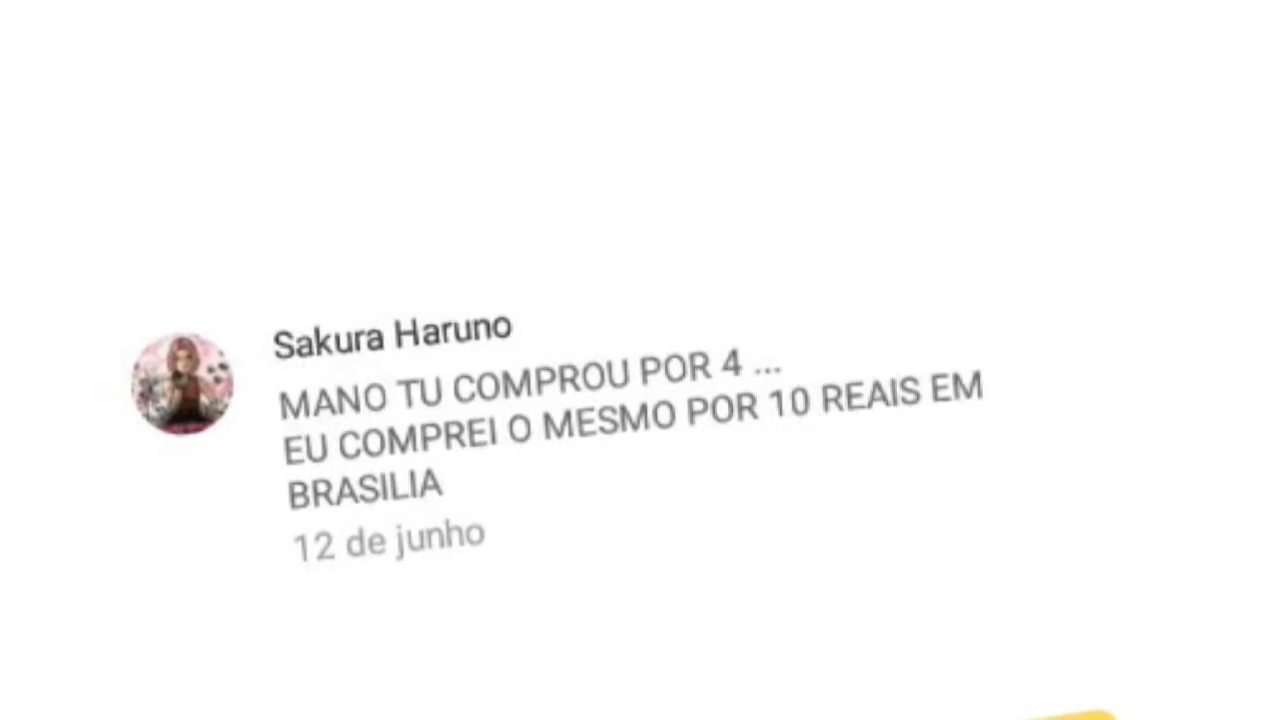 Sakura Haruno
MANO TU COMPROU POR 4 ...
EU COMPREI O MESMO POR 10 REAIS EM
BRASILIA
12 de junho